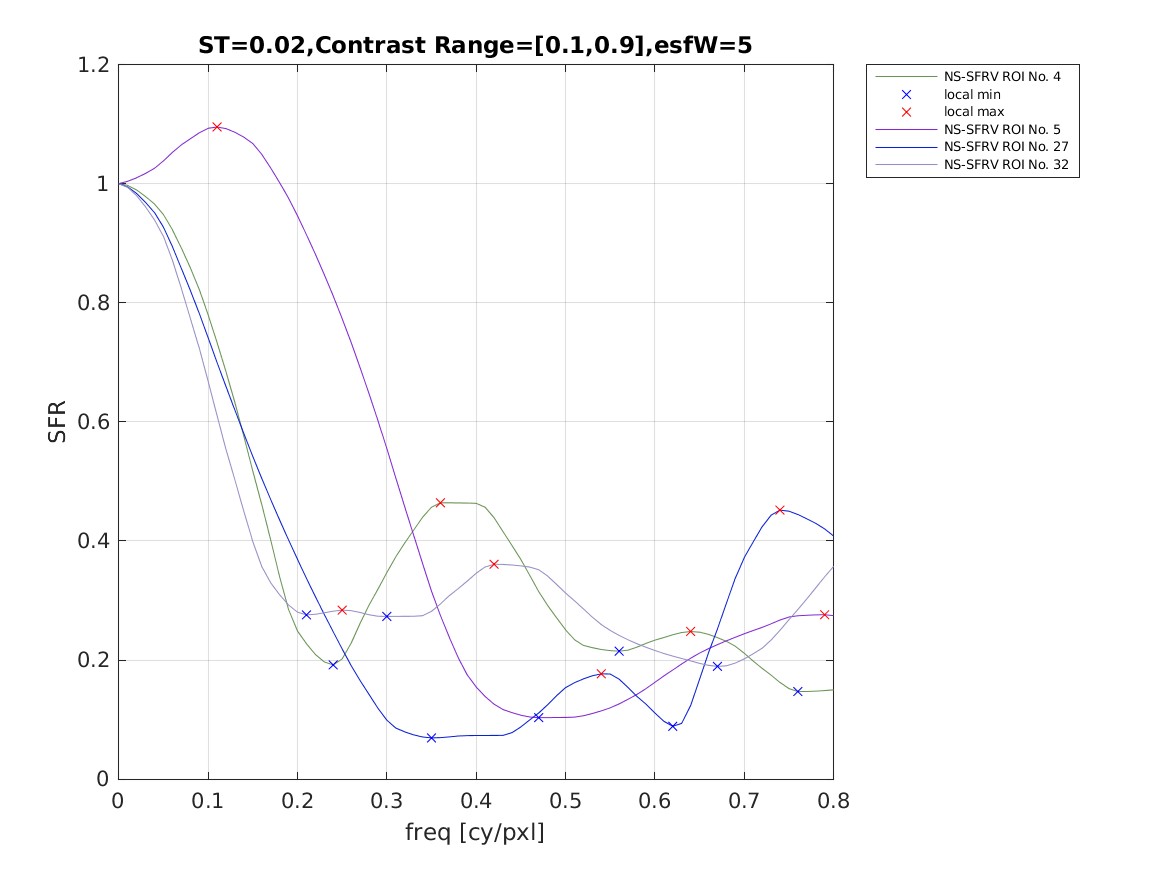 ST=0.02,Contrast Range=[0.1,0.9],esfW=5
1.2
1
0.8
0.6
0.4
0.2
0
SFR
0
0.1
0.2
0.3
0.4
0.5
0.6
0.7
0.8
freq [cy/pxl]
NS-SFRV ROI No. 4
local min
local max
NS-SFRV ROI No. 5
NS-SFRV ROI No. 27
NS-SFRV ROI No. 32